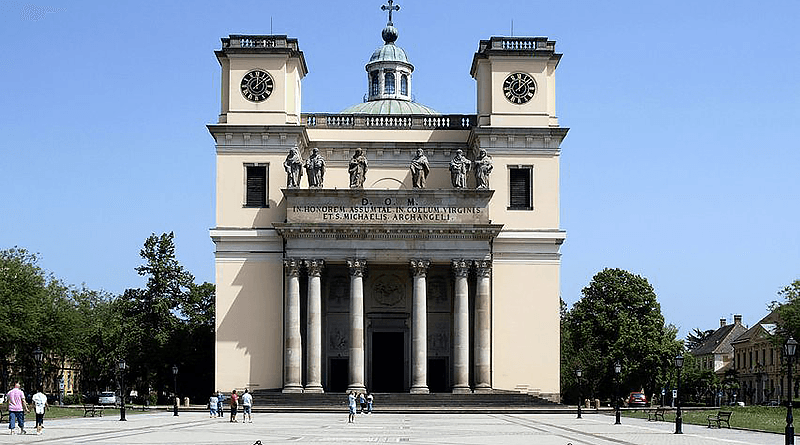 D. O. M.
IN HONOREM ASSUMTAE IN COELUM VIRGINIS
ET S. MICHAELIS ARCHANGELI